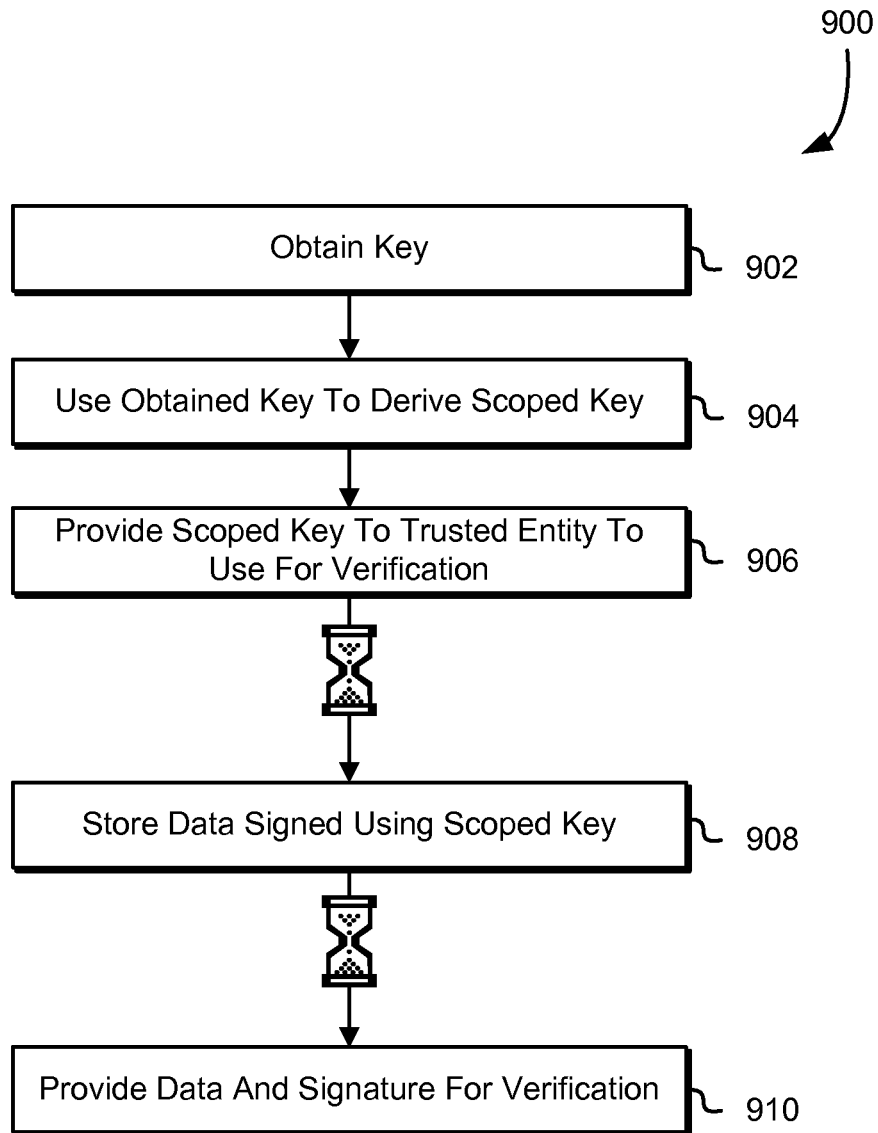 900
Obtain Key
902
Use Obtained Key To Derive Scoped Key
904
Provide Scoped Key To Trusted Entity To
Use For Verification
906
Store Data Signed Using Scoped Key
908
Provide Data And Signature For Verification
910